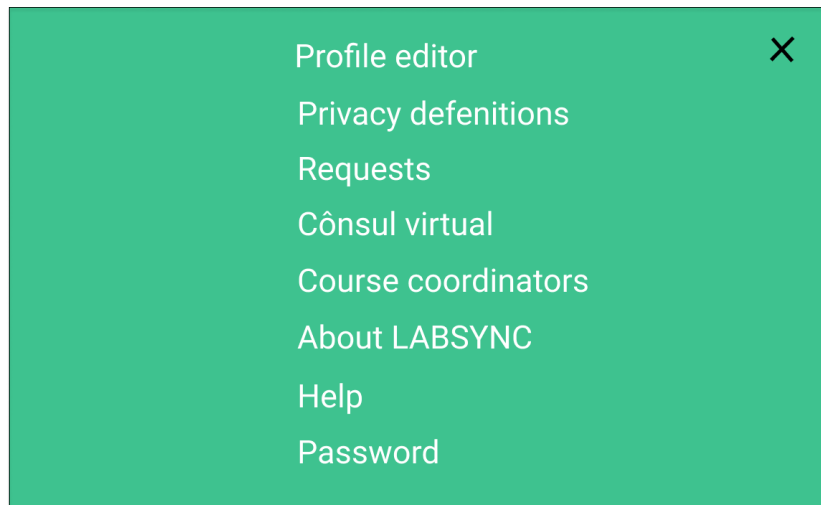 Profile editor
Privacy defenitions
Requests
Cônsul virtual
Course coordinators
About LABSYNC
Help
Password